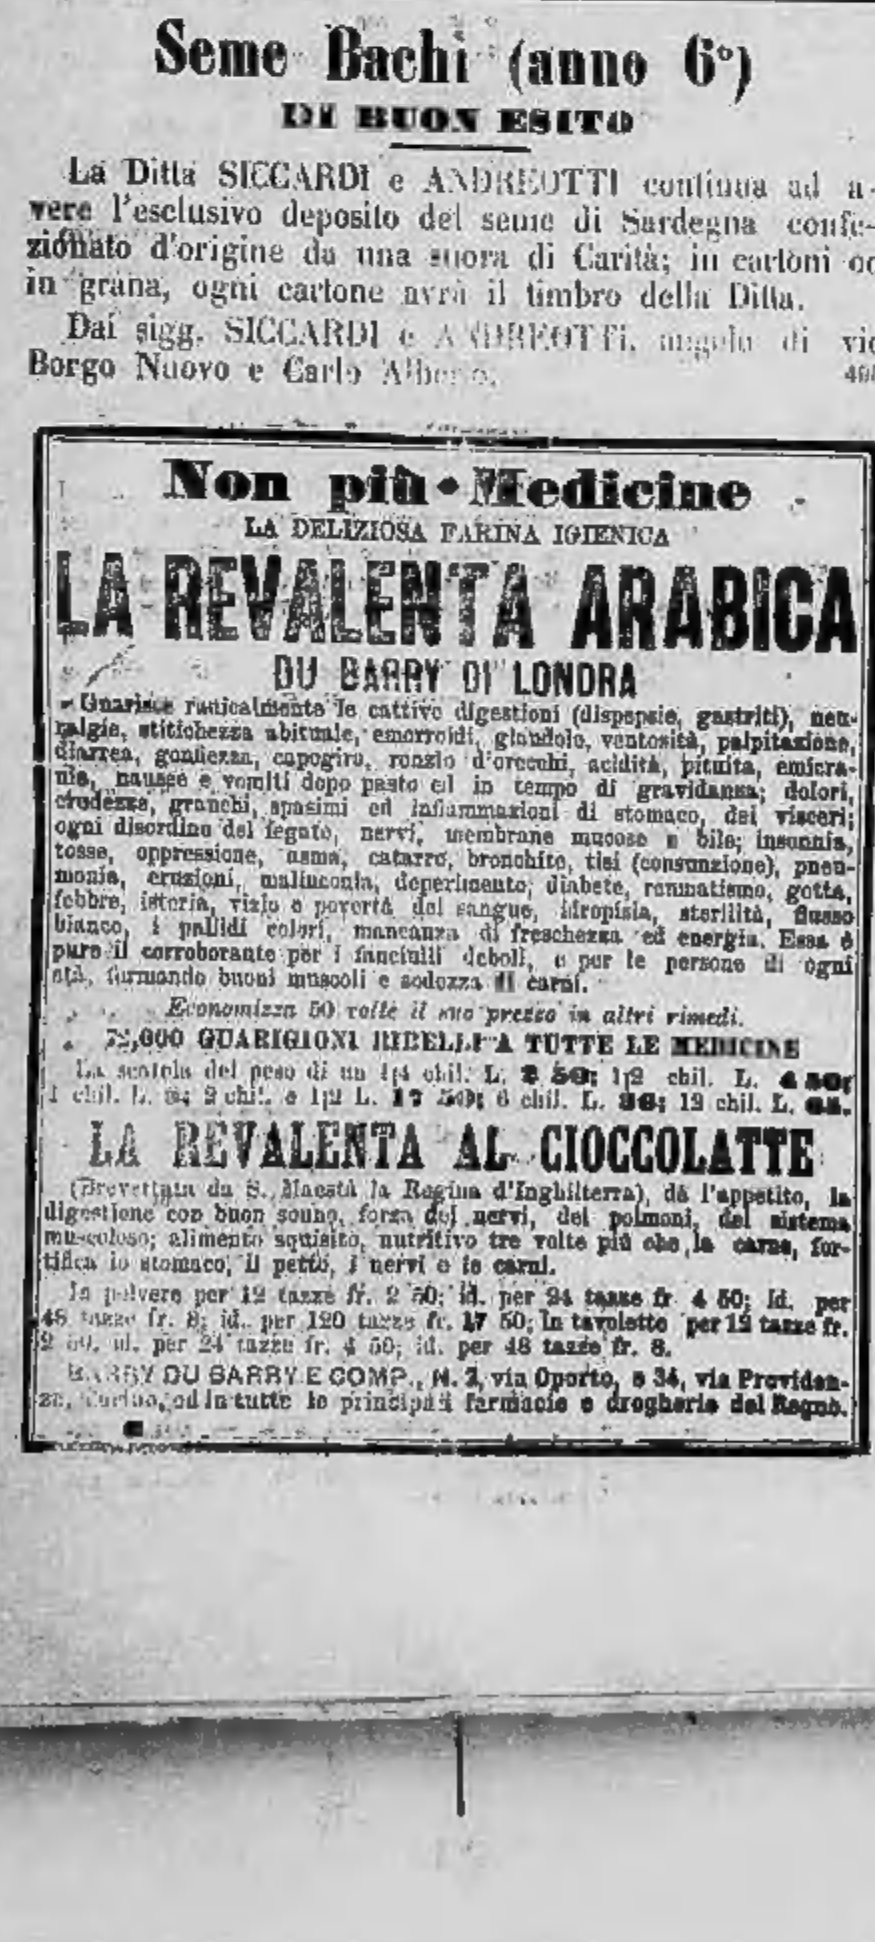 Seme Bachi (anno 6°)
DI BUON ESITO
La Ditta SICCARDI e ANDREOTTI continua ad a-
vere l'esclusivo deposito del seme di Sardegna confe-
zionato d'origine da una suora di Carità; in cartoni od
in grana, ogni cartone avrà il timbro della Ditta.
Dai sigg. SICCARDI e ANDREOTTI, angolo di vie
Borgo Nuovo e Carlo Alberto.
Non più Medicine
LA DELIZIOSA FARINA IGIENICA
LA REVALENTA ARABICA
DU BARRY DI LONDRA
Guarisce radicalmente le cattive digestioni (dispepsie, gastriti), neu-
ralgie, stitichezza abituale, emorroidi, glandole, ventosità, palpitazione,
diarrea, gonfiezza, capogiro, ronzio d'orecchi, acidità, pituita, emicra-
nia, nausee e vomiti dopo pasto ed in tempo di gravidanza; dolori,
crudezze, granchi, spasimi ed infiammazioni di stomaco, dei visceri;
ogni disordine del fegato, nervi, membrane mucose e bile; insonnia,
tosse, oppressione, asma, catarro, bronchite, tisi (consunzione), pneu-
monia, eruzioni, malinconia, deperimento, diabete, reumatismo, gotta,
febbre, isteria, vizio e povertà del sangue, idropisia, sterilità, flusso
bianco, i pallidi colori, mancanza di freschezza ed energia. Essa è
pure il corroborante per i fanciulli deboli, e per le persone di ogni
età, formando buoni muscoli e sodezza di carni.
Economizza 50 volte il suo prezzo in altri rimedi.
72,000 GUARIGIONI RIBELLI A TUTTE LE MEDICINE
La scatola del peso di un 1/4 chil. L. 2 50; 1/2 chil. L. 4 50;
1 chil. L. 8; 2 chil. e 1/2 L. 17 50; 6 chil. L. 36; 12 chil. L. 65.
LA REVALENTA AL CIOCCOLATTE
(Brevettata da S. Maestà la Regina d'Inghilterra), dà l'appetito, la
digestione con buon sonno, forza dei nervi, dei polmoni, del sistema
muscoloso; alimento squisito, nutritivo tre volte più che la carne, for-
tifica lo stomaco, il petto, i nervi e le carni.
In polvere per 12 tazze fr. 2 50; id. per 24 tazze fr 4 50; Id. per
48 tazze fr. 8; id. per 120 tazze fr. 17 50; In tavolette per 12 tazze fr.
2 50, id. per 24 tazze fr. 4 50; id. per 48 tazze fr. 8.
BARRY DU BARRY E COMP., N. 2, via Oporto, e 34, via Providen-
za, Torino, ed in tutte le principali farmacie e drogherie del Regno.